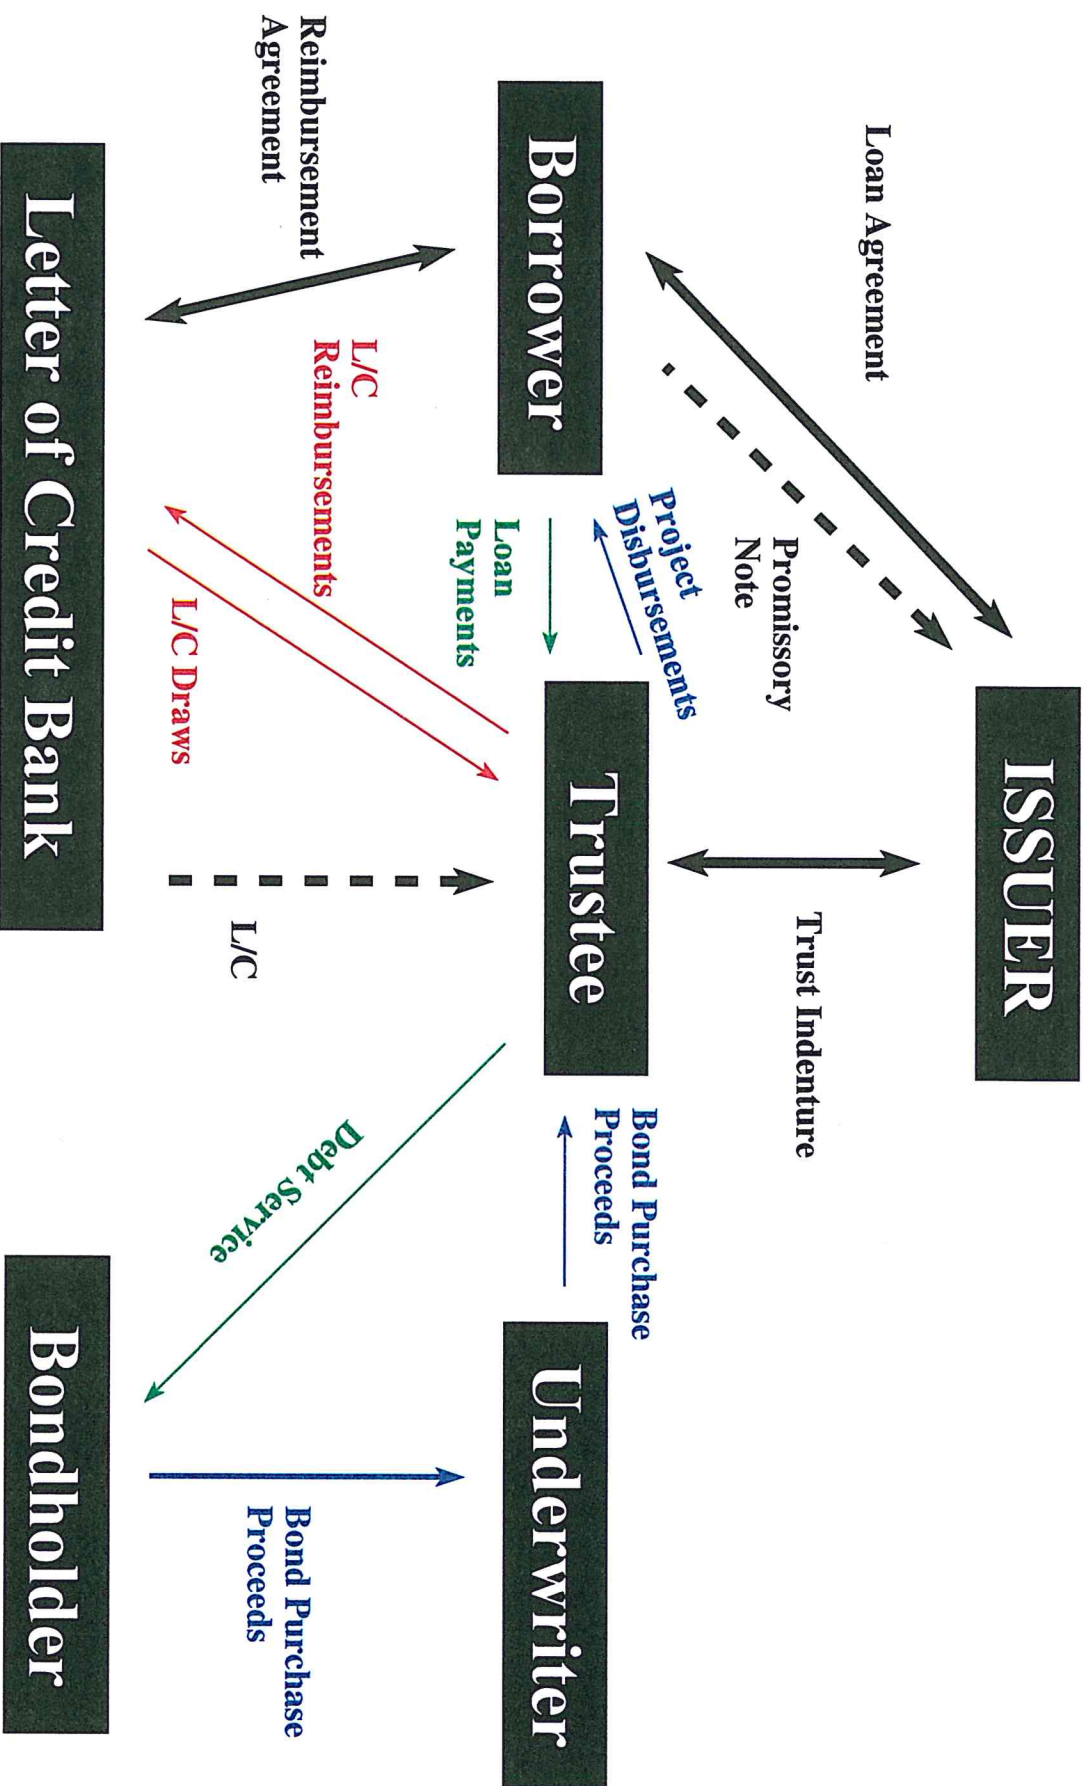 ISSUER
Loan Agreement
Promissory
Note
Trust Indenture
Project
Disbursements
Bond Purchase
Proceeds
Borrower
Trustee
Underwriter
Loan
Payments
Reimbursement
Agreement
L/C
Reimbursements
L/C Draws
L/C
Debt Service
Bond Purchase
Proceeds
Letter of Credit Bank
Bondholder